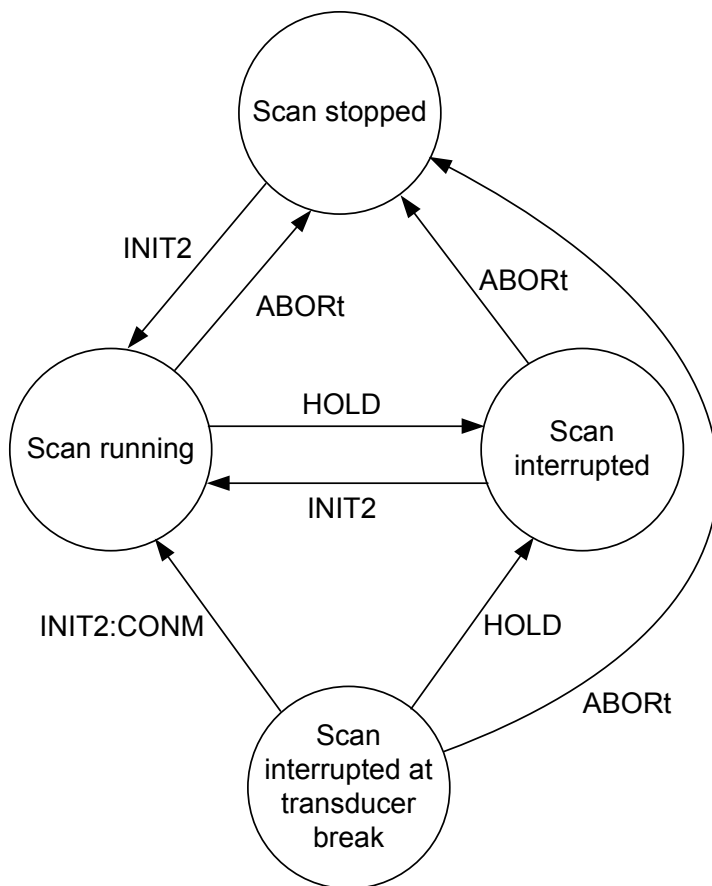 Scan stopped
INIT2
ABORt
ABORt
HOLD
Scan running
Scan
interrupted
INIT2
INIT2:CONM
HOLD
ABORt
Scan
interrupted at
transducer
break